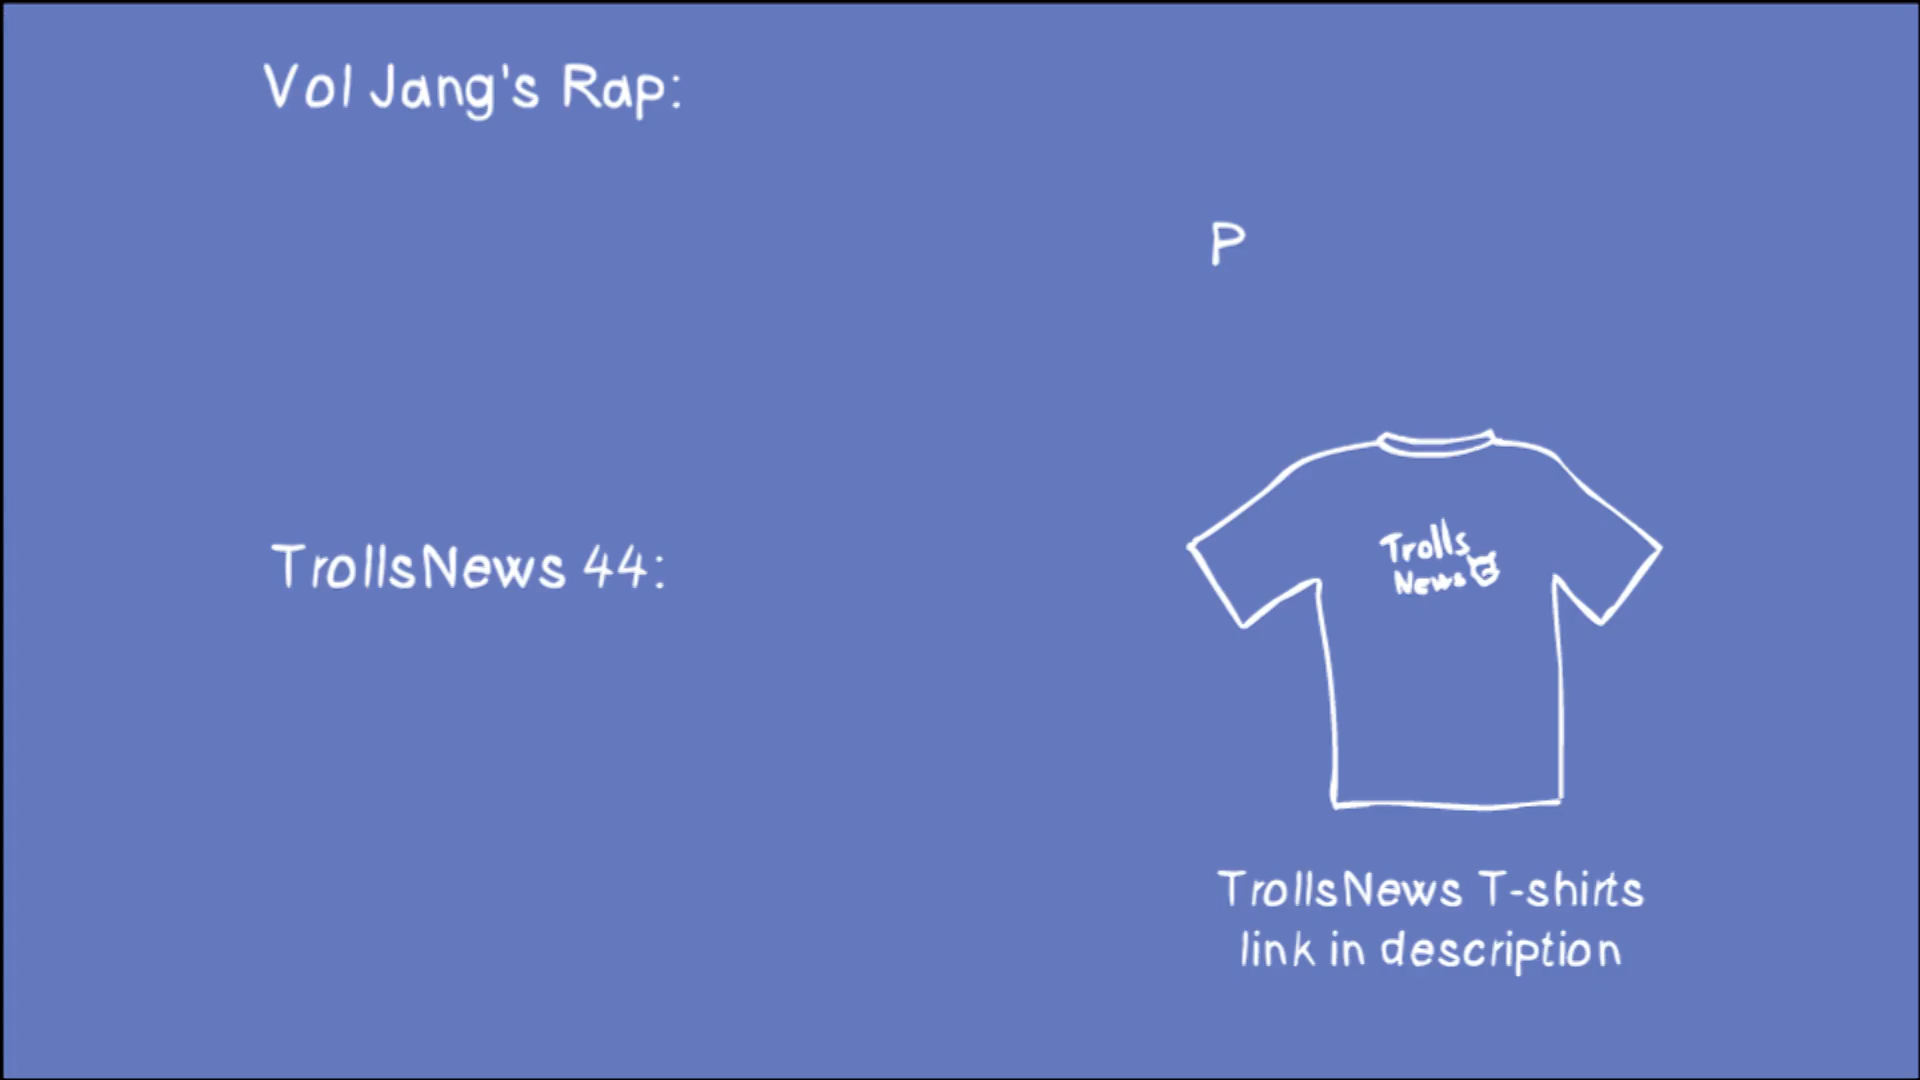 Vol Jang's Rap:
P
TrollsNews 44:
Trolls
News
TrollsNews T-shirts
link in description